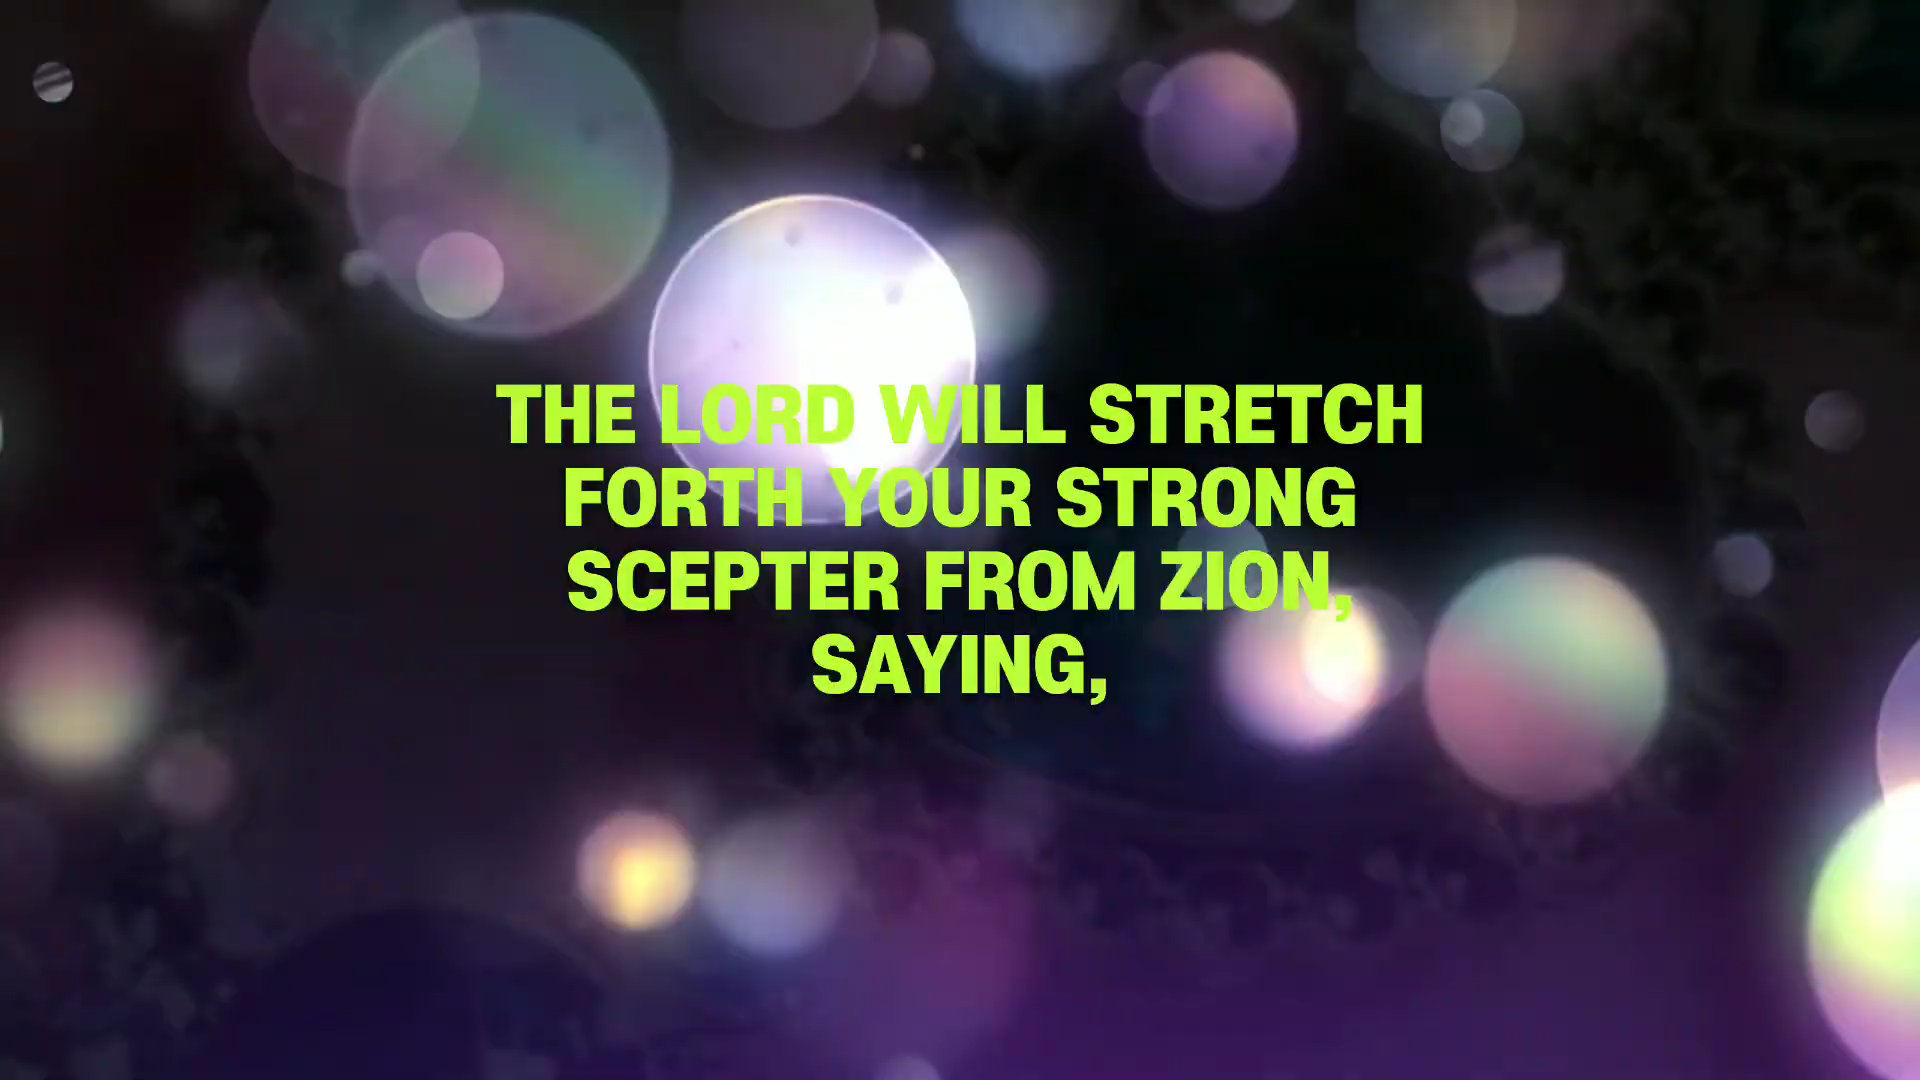 THE LORD WILL STRETCH
FORTH YOUR STRONG
SCEPTER FROM ZION,
SAYING,